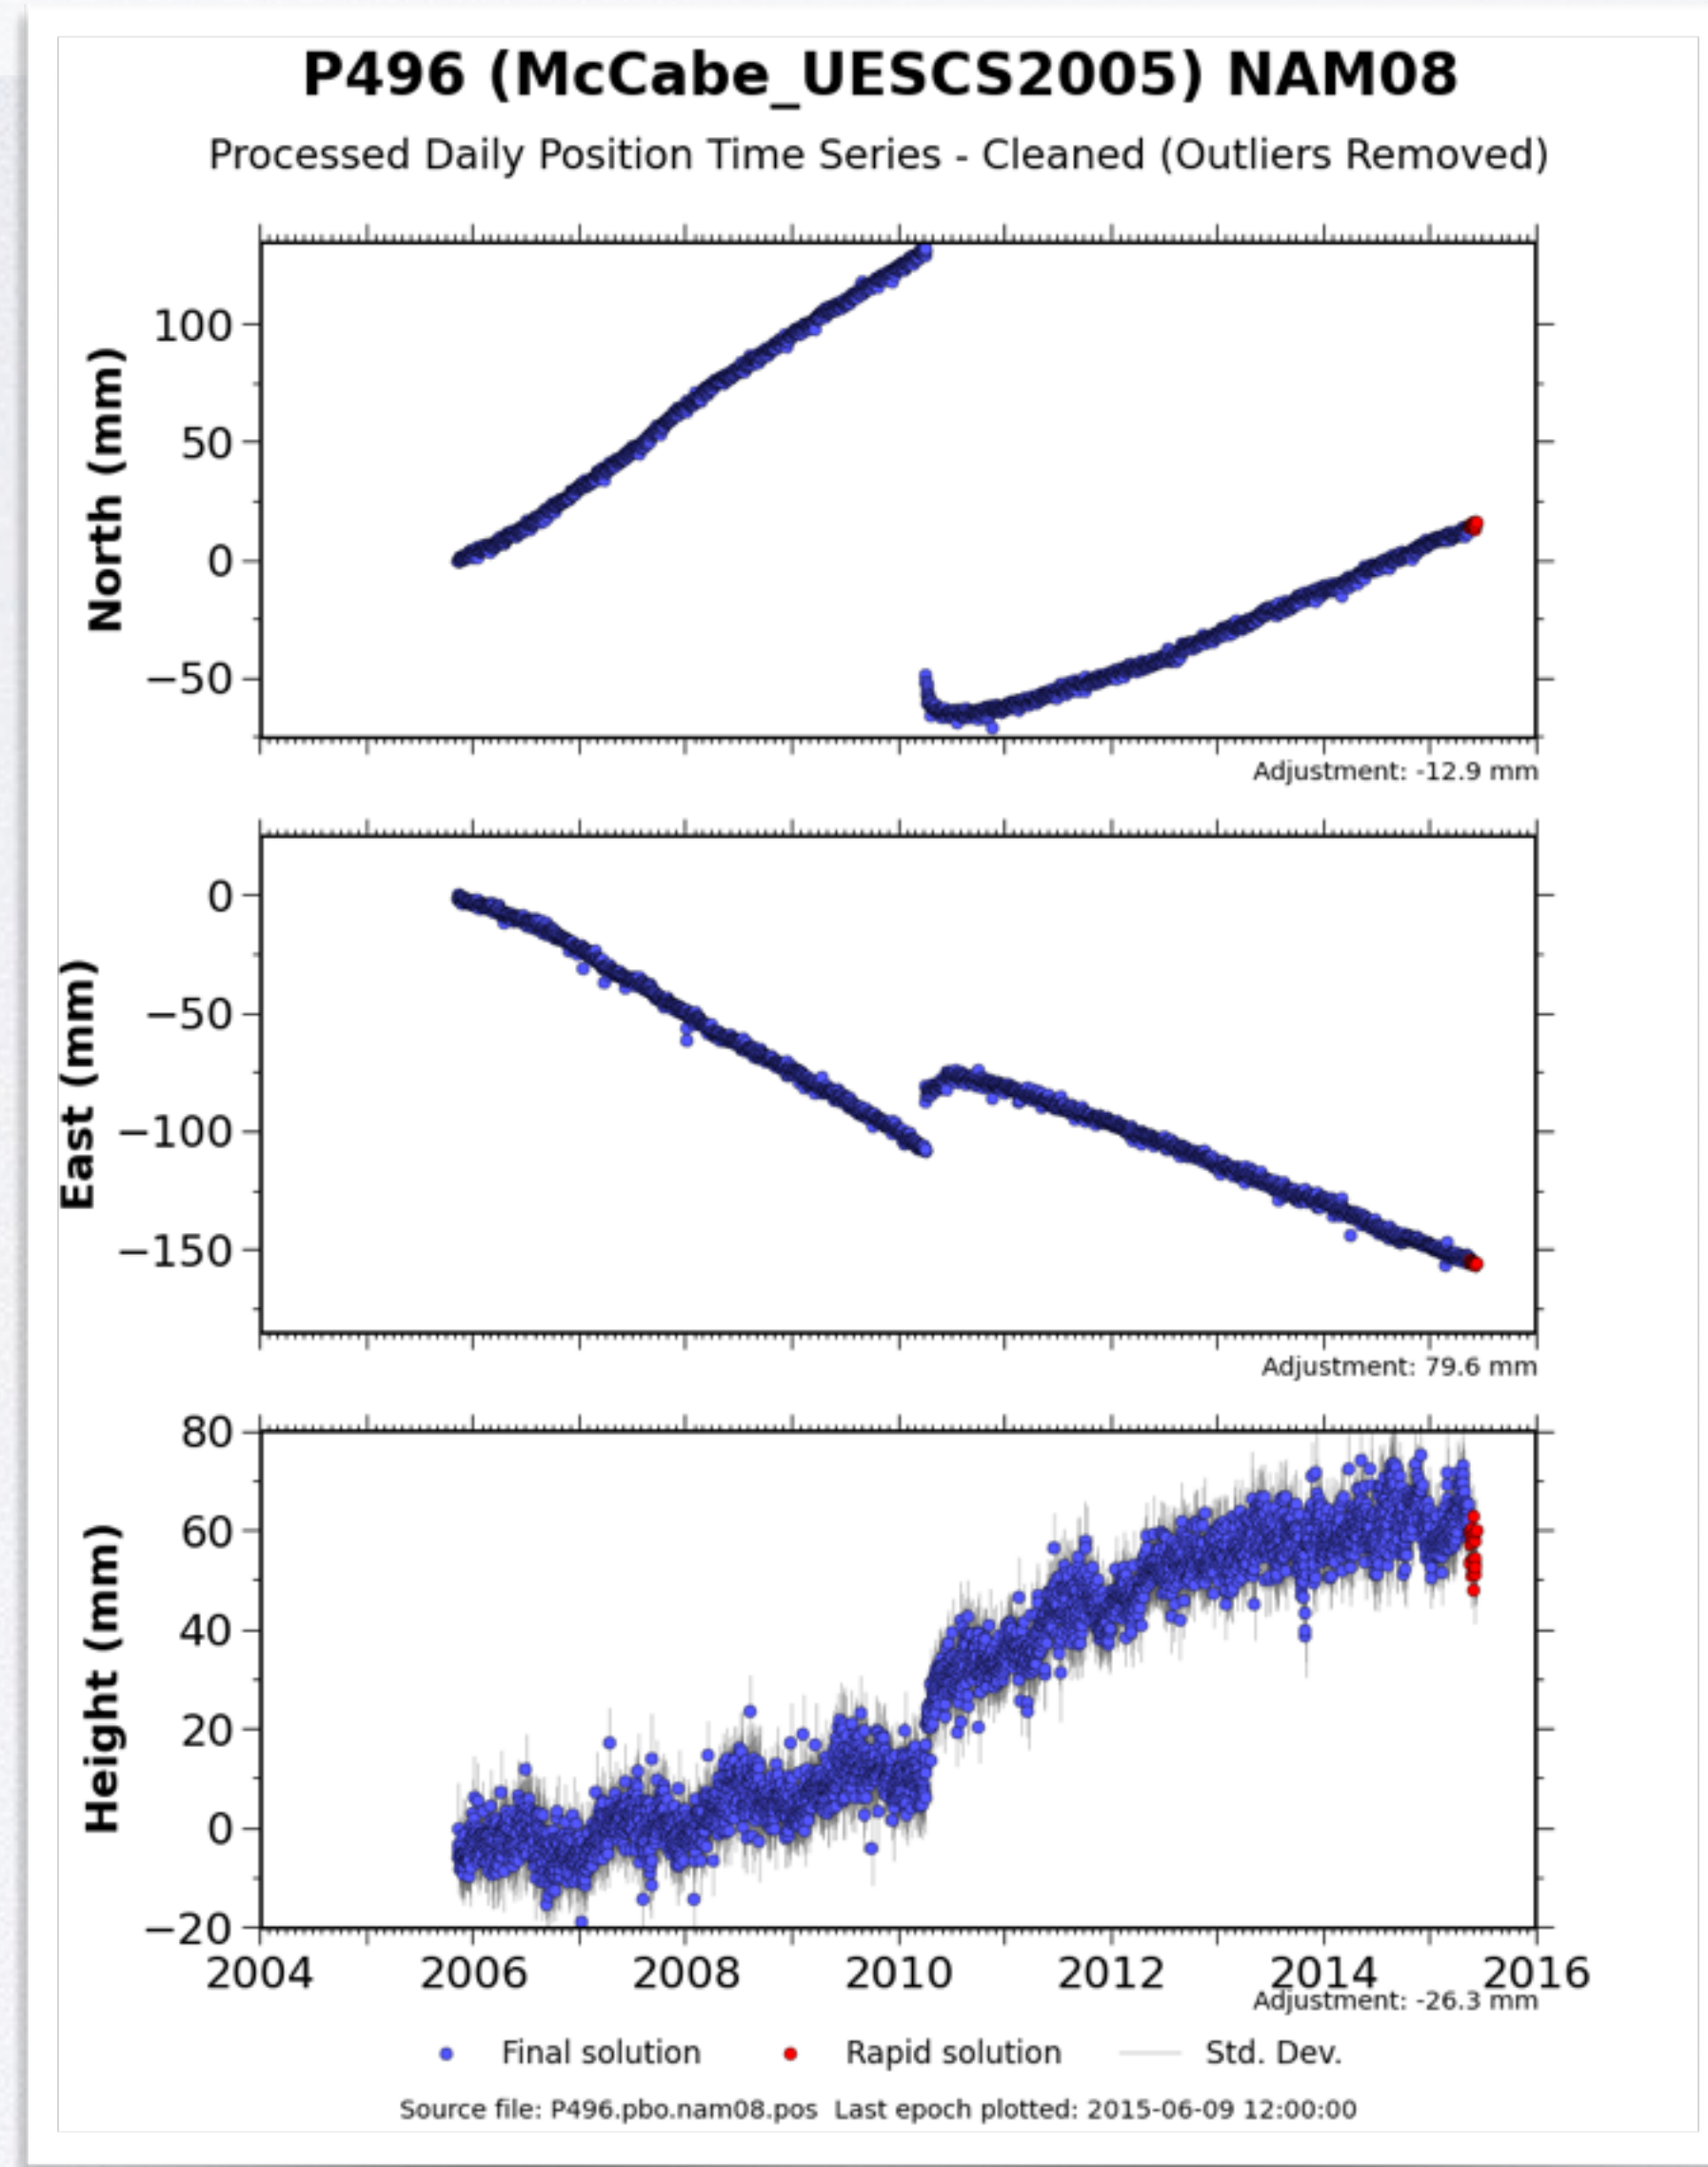 P496 (McCabe_UESCS2005) NAM08
Processed Daily Position Time Series - Cleaned (Outliers Removed)
North (mm)
100
50
0
−50
Adjustment: -12.9 mm
East (mm)
0
−50
−100
−150
Adjustment: 79.6 mm
Height (mm)
80
60
40
20
0
−20
2004 2006 2008 2010 2012 2014 2016
Adjustment: -26.3 mm
Final solution Rapid solution Std. Dev.
Source file: P496.pbo.nam08.pos Last epoch plotted: 2015-06-09 12:00:00